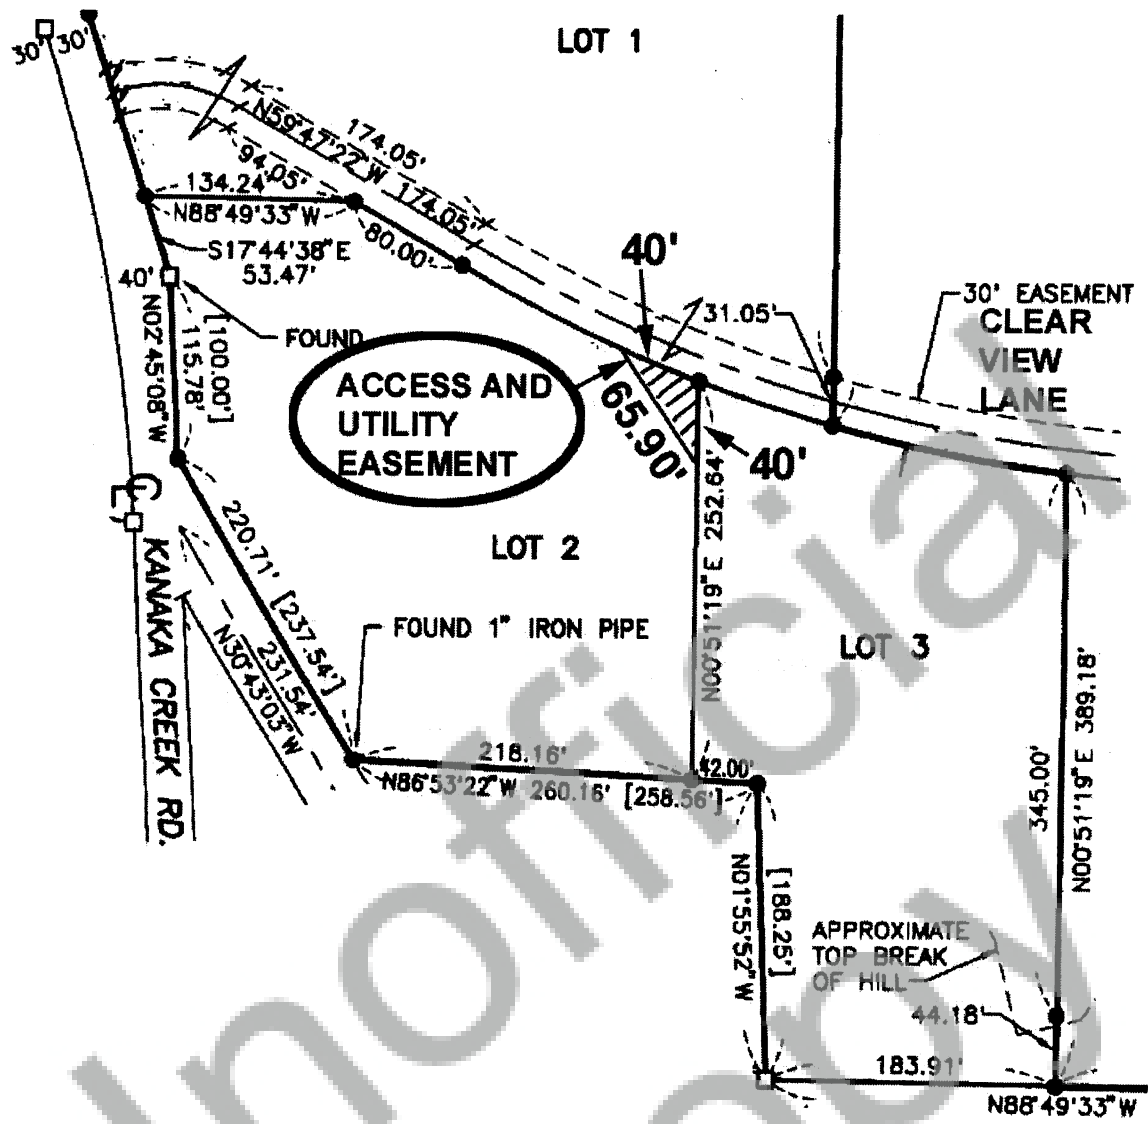 LOT 1
30' 30'
174.05'
N59°47'22"W 174.05'
94.05'
134.24'
N88°49'33"W
80.00'
S17°44'38"E
53.47'
40'
40'
31.05'
30' EASEMENT
CLEAR
VIEW
LANE
FOUND
[100.00']
115.78'
N02°45'08"W
ACCESS AND
UTILITY
EASEMENT
65.90'
40'
N00°51'19"E 252.64'
CL
LOT 2
220.71' [237.54']
231.54'
N30°43'03"W
KANAKA CREEK RD.
FOUND 1" IRON PIPE
LOT 3
218.16'
42.00'
N86°53'22"W 260.16' [258.56']
345.00'
N00°51'19"E 389.18'
[188.25']
N01°55'52"W
APPROXIMATE
TOP BREAK
OF HILL
44.18'
183.91'
N88°49'33"W
Unofficial
Copy